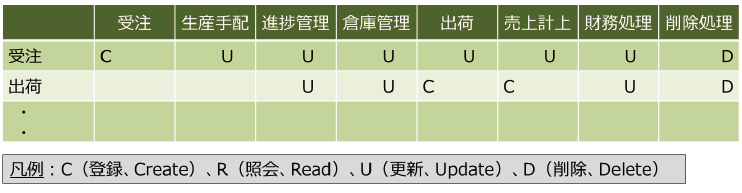 受注 生産手配 進捗管理 倉庫管理 出荷 売上計上 財務処理 削除処理
受注 C U U U U U U D
出荷 U U C C U D
・
・
凡例：C（登録、Create）、R（照会、Read）、U（更新、Update）、D（削除、Delete）